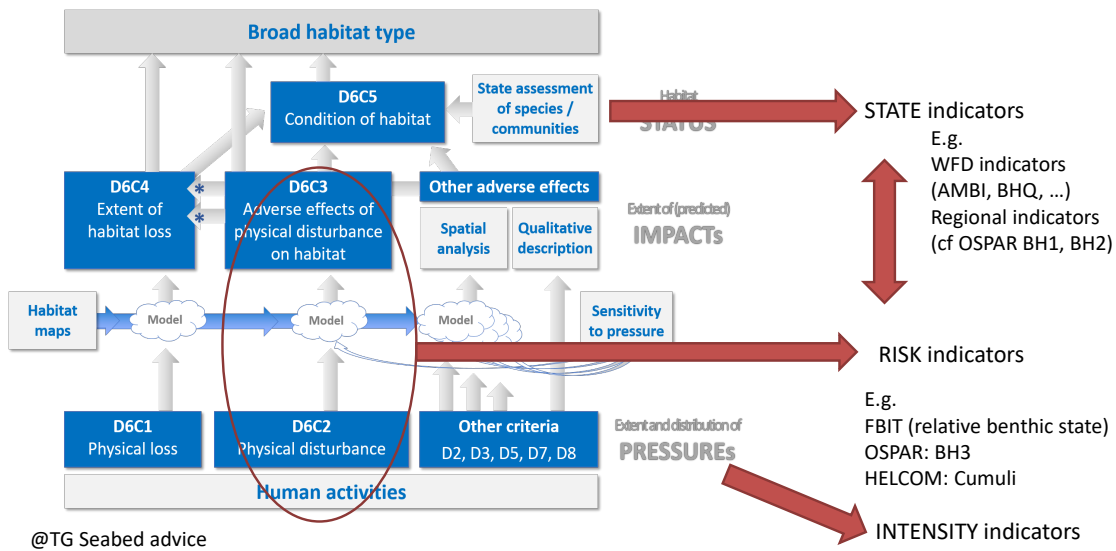 Broad habitat type
D6C5
Condition of habitat
State assessment
of species /
communities
Habitat
STATUS
STATE indicators
E.g.
WFD indicators
(AMBI, BHQ, ...)
Regional indicators
(cf OSPAR BH1, BH2)
D6C4
Extent of
habitat loss
*
*
D6C3
Adverse effects of
physical disturbance
on habitat
Other adverse effects
Spatial
analysis
Qualitative
description
Extent of (predicted)
IMPACTs
Habitat
maps
Model
Model
Model
Sensitivity
to pressure
RISK indicators
E.g.
FBIT (relative benthic state)
OSPAR: BH3
HELCOM: Cumuli
D6C1
Physical loss
D6C2
Physical disturbance
Other criteria
D2, D3, D5, D7, D8
Extent and distribution of
PRESSUREs
Human activities
INTENSITY indicators
@TG Seabed advice